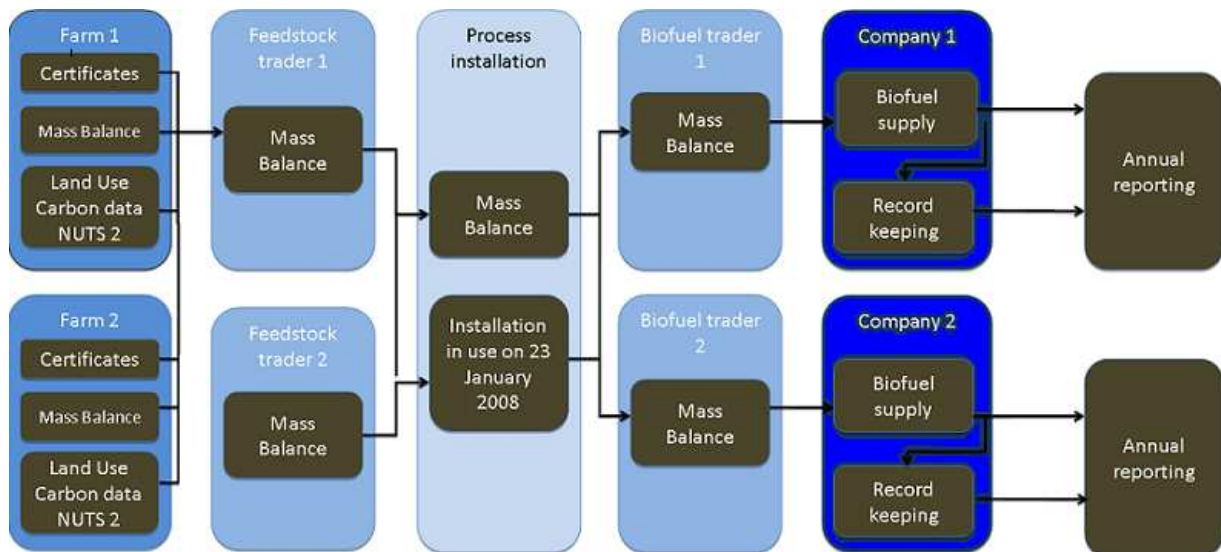 Farm 1
Certificates
Mass Balance
Land Use
Carbon data
NUTS 2
Feedstock
trader 1
Mass
Balance
Process
installation
Mass
Balance
Installation
in use on 23
January
2008
Biofuel trader
1
Mass
Balance
Company 1
Biofuel
supply
Record
keeping
Annual
reporting
Farm 2
Certificates
Mass Balance
Land Use
Carbon data
NUTS 2
Feedstock
trader 2
Mass
Balance
Biofuel trader
2
Mass
Balance
Company 2
Biofuel
supply
Record
keeping
Annual
reporting